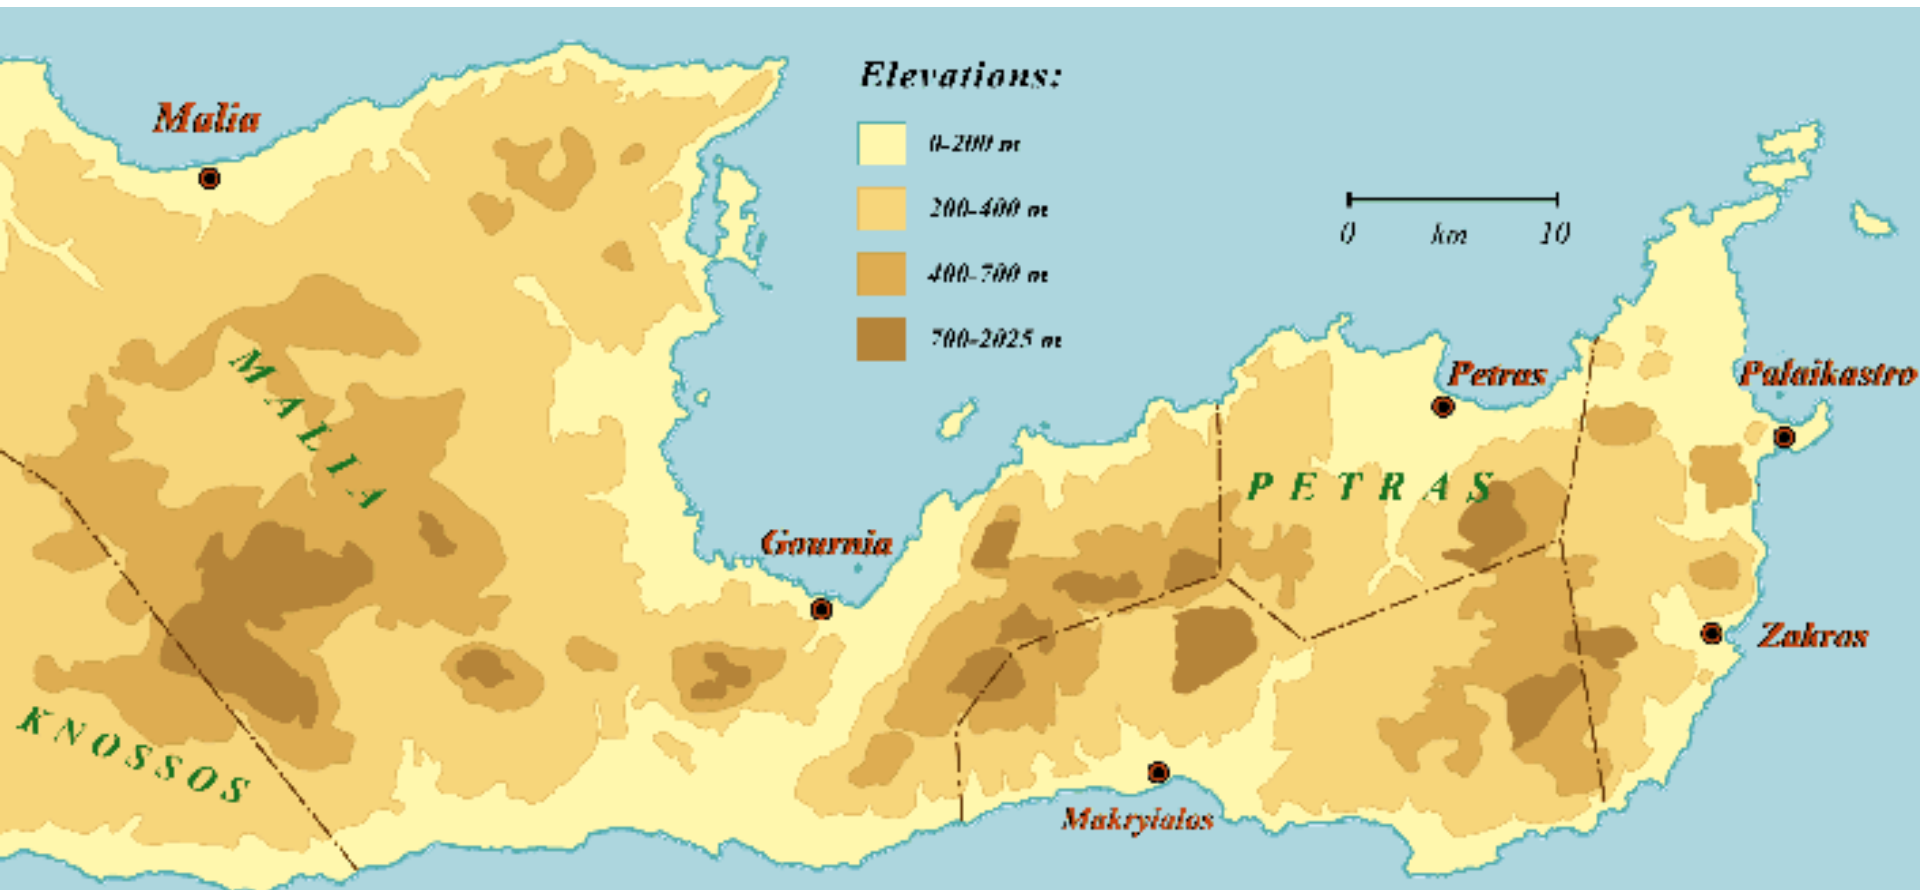 Elevations:
Malia
0-200 m
200-400 m
0 km 10
400-700 m
700-2025 m
MALIA
Petras
Palaikastro
PETRAS
Gournia
Zakros
KNOSSOS
Makryialos